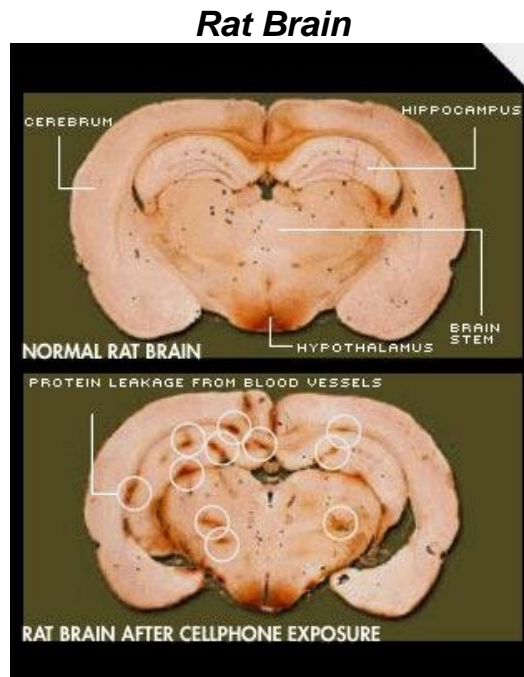 Rat Brain
CEREBRUM
HIPPOCAMPUS
BRAIN
STEM
HYPOTHALAMUS
NORMAL RAT BRAIN
PROTEIN LEAKAGE FROM BLOOD VESSELS
RAT BRAIN AFTER CELLPHONE EXPOSURE